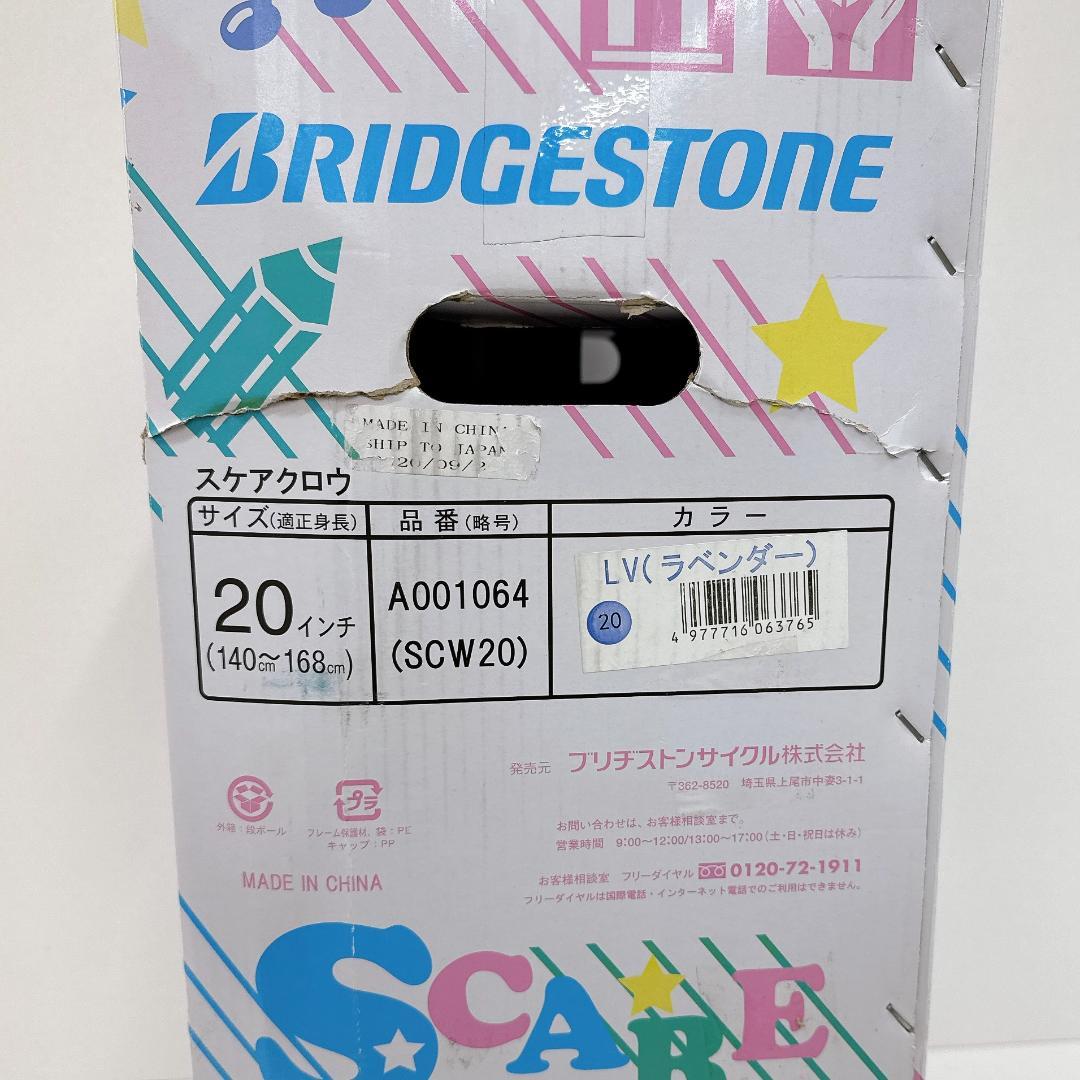 BRIDGESTONE
MADE IN CHINA
SHIP TO JAPAN
20/09/2
スケアクロウ
サイズ(適正身長) 品番(略号) カラー
20インチ
(140cm〜168cm)
A001064
(SCW20)
LV(ラベンダー)
20
4 977716 063765
発売元 ブリヂストンサイクル株式会社
〒362-8520 埼玉県上尾市中妻3-1-1
お問い合わせは、お客様相談室まで。
営業時間 9:00〜12:00/13:00〜17:00(土・日・祝日は休み)
お客様相談室 フリーダイヤル 0120-72-1911
フリーダイヤルは国際電話・インターネット電話でのご利用はできません。
プラ
外箱:段ボール
フレーム保護材、袋:PE
キャップ:PP
MADE IN CHINA
SCARE